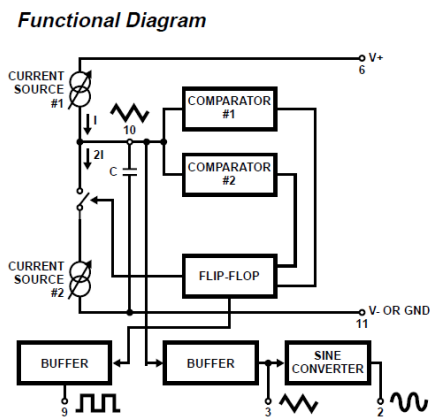 Functional Diagram
V+
6
CURRENT
SOURCE
#1
I
10
COMPARATOR
#1
2I
C
COMPARATOR
#2
FLIP-FLOP
CURRENT
SOURCE
#2
V- OR GND
11
BUFFER
BUFFER
SINE
CONVERTER
9
3
2